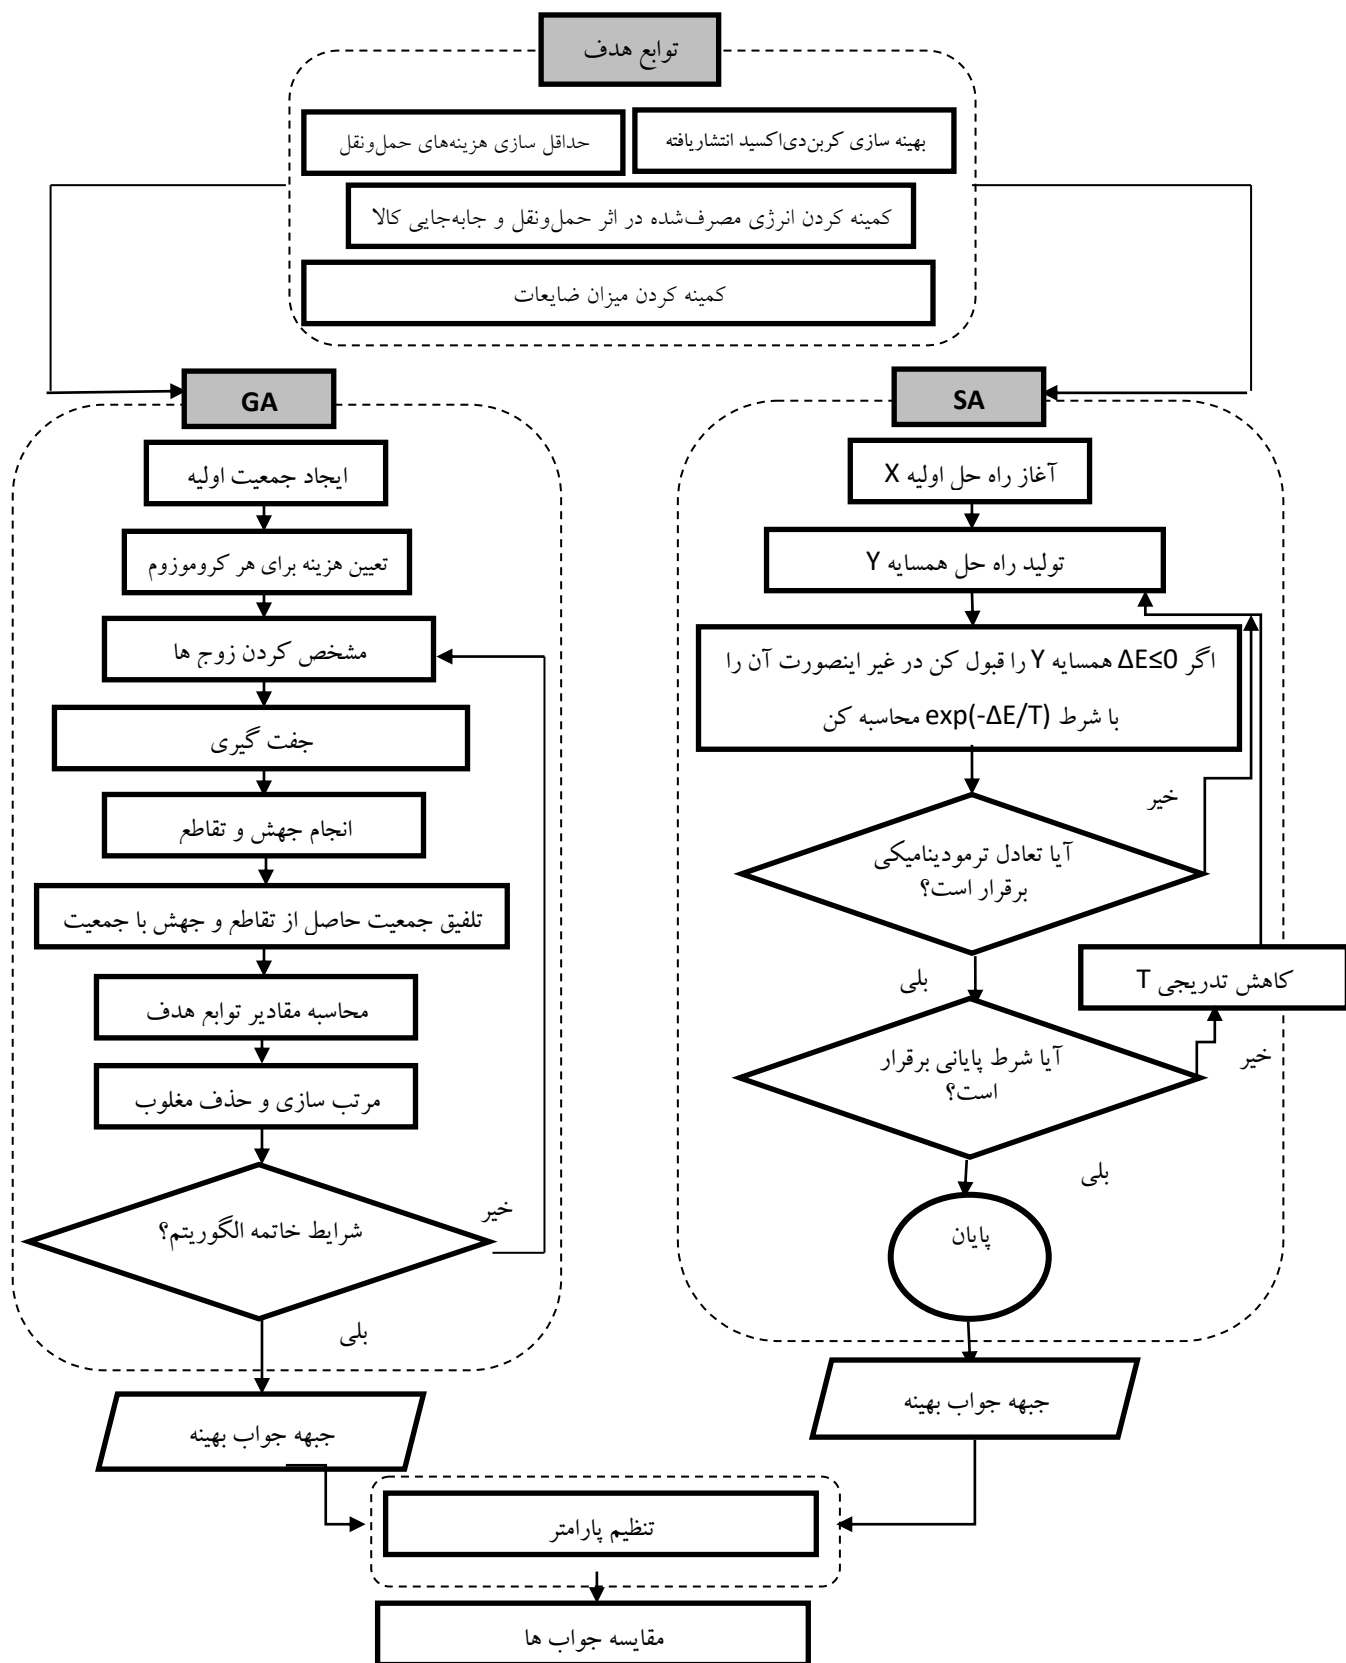 توابع هدف
بهینه سازی کربن‌دی‌اکسید انتشاریافته
حداقل سازی هزینه‌های حمل‌ونقل
کمینه کردن انرژی مصرف‌شده در اثر حمل‌ونقل و جابه‌جایی کالا
کمینه کردن میزان ضایعات
SA
آغاز راه حل اولیه X
تولید راه حل همسایه Y
اگر ΔE≤0 همسایه Y را قبول کن در غیر اینصورت آن را
با شرط exp(-ΔE/T) محاسبه کن
خیر
آیا تعادل ترمودینامیکی
برقرار است؟
بلی
کاهش تدریجی T
خیر
آیا شرط پایانی برقرار
است؟
بلی
پایان
جبهه جواب بهینه
GA
ایجاد جمعیت اولیه
تعیین هزینه برای هر کروموزوم
مشخص کردن زوج ها
جفت گیری
انجام جهش و تقاطع
تلفیق جمعیت حاصل از تقاطع و جهش با جمعیت
محاسبه مقادیر توابع هدف
مرتب سازی و حذف مغلوب
خیر
شرایط خاتمه الگوریتم؟
بلی
جبهه جواب بهینه
تنظیم پارامتر
مقایسه جواب ها